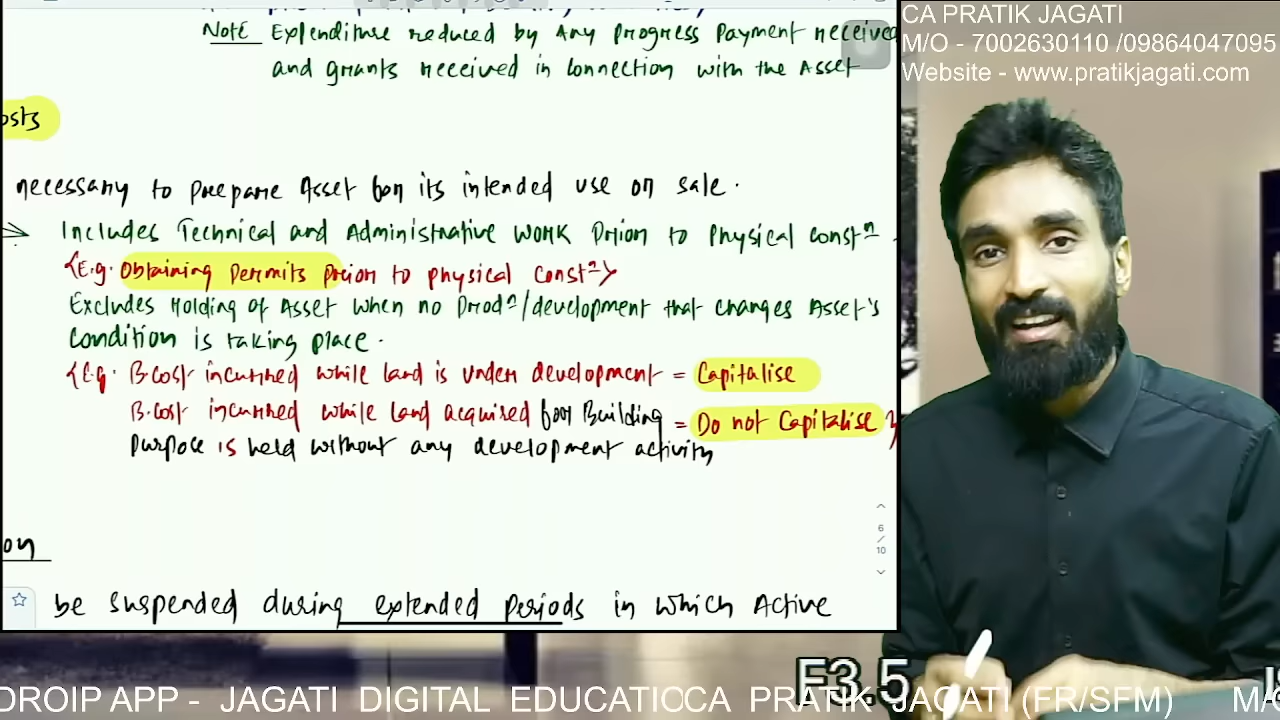 Note Expenditure reduced by Any Progress Payment received
and grants received in connection with the Asset
osts
necessary to prepare Asset for its intended use or sale.
Includes Technical and Administrative work Prior to Physical constⁿ.
{E.g. Obtaining Permits prior to physical constⁿ}
Excludes Holding of Asset when no Prodⁿ/development that changes Asset's
condition is taking place.
{E.g. B.cost incurred while land is under development = Capitalise
B.cost incurred while land acquired for Building = Do not Capitalise}
purpose is held without any development activity
on
be suspended during extended Periods in which Active
6
/
10
CA PRATIK JAGATI
M/O - 7002630110 /09864047095
Website - www.pratikjagati.com
DROIP APP - JAGATI DIGITAL EDUCATIOCA PRATIK JAGATI (FR/SFM) M/